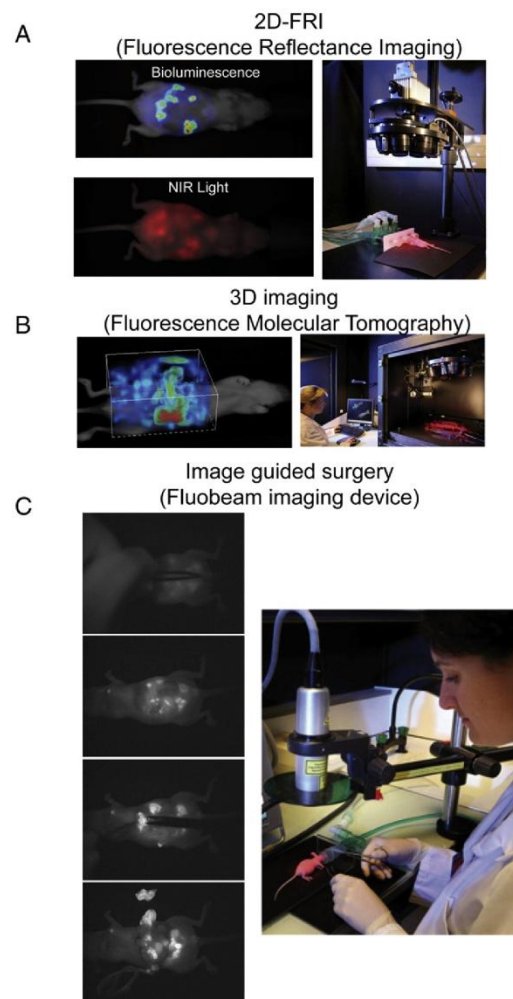 A
2D-FRI
(Fluorescence Reflectance Imaging)
Bioluminescence
NIR Light
3D imaging
B
(Fluorescence Molecular Tomography)
Image guided surgery
(Fluobeam imaging device)
C